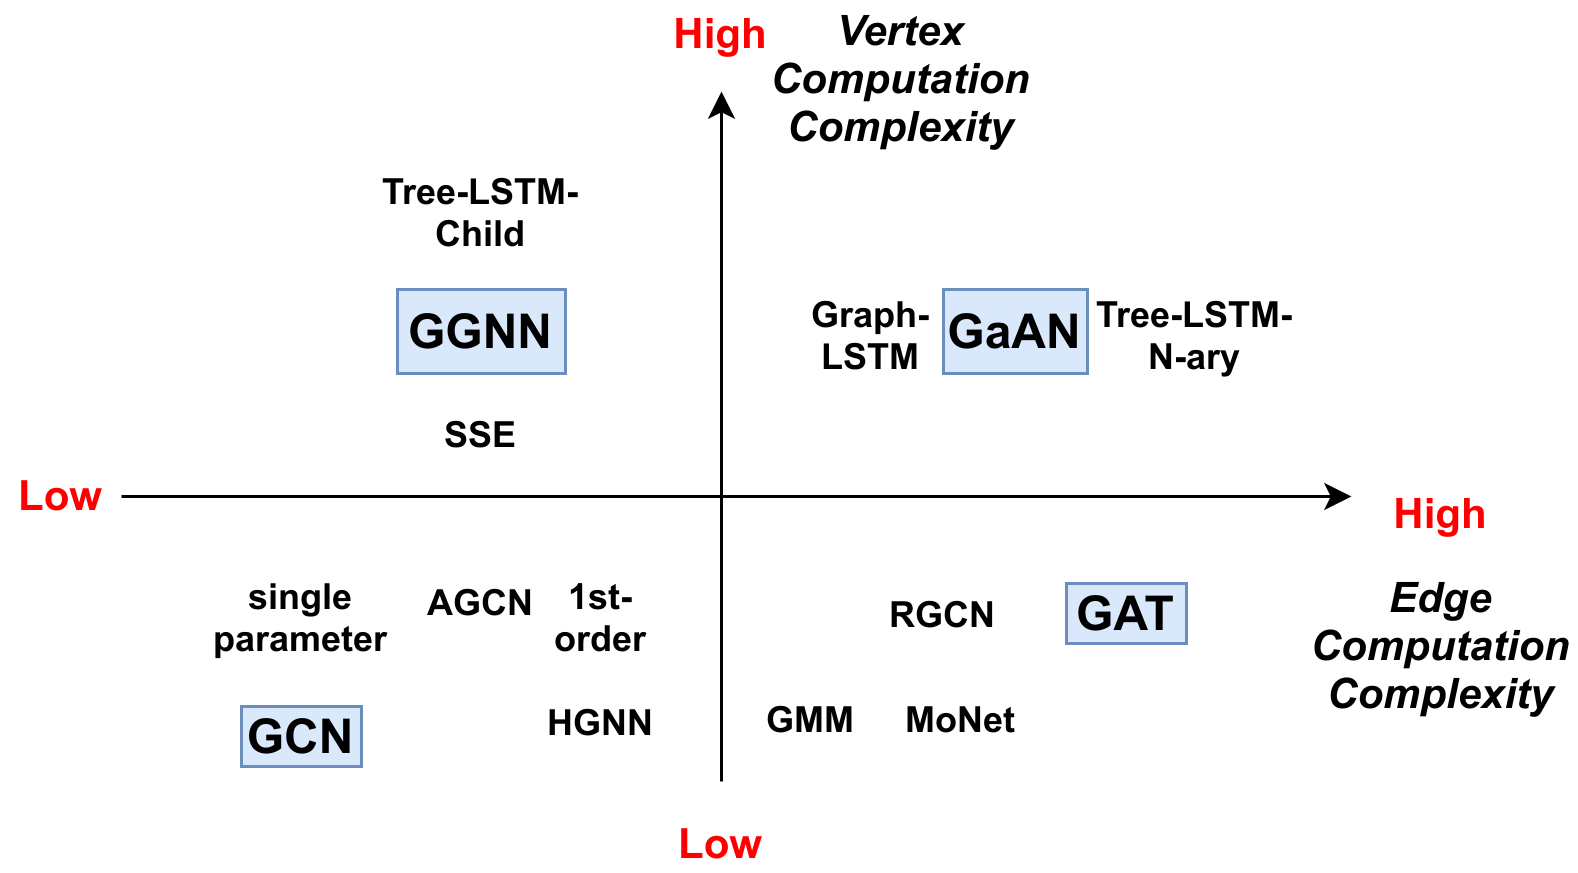 High
Vertex
Computation
Complexity
Tree-LSTM-
Child
GGNN
Graph-
LSTM
GaAN
Tree-LSTM-
N-ary
SSE
Low
High
single
parameter
AGCN
1st-
order
RGCN
GAT
Edge
Computation
Complexity
GCN
HGNN
GMM
MoNet
Low